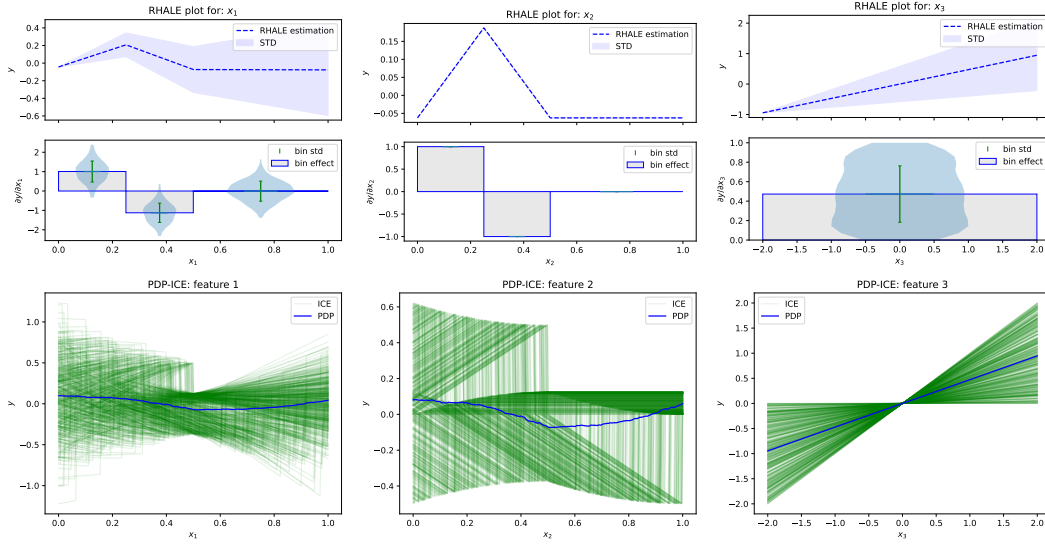 RHALE plot for: x₁
0.4
0.2
0.0
−0.2
−0.4
−0.6
y
RHALE estimation
STD
2
1
0
−1
−2
∂y/∂x₁
bin std
bin effect
0.0 0.2 0.4 0.6 0.8 1.0
x₁
RHALE plot for: x₂
0.15
0.10
0.05
0.00
−0.05
y
RHALE estimation
STD
1.0
0.5
0.0
−0.5
−1.0
∂y/∂x₂
bin std
bin effect
0.0 0.2 0.4 0.6 0.8 1.0
x₂
RHALE plot for: x₃
2
1
0
−1
y
RHALE estimation
STD
1.0
0.8
0.6
0.4
0.2
0.0
∂y/∂x₃
bin std
bin effect
−2.0 −1.5 −1.0 −0.5 0.0 0.5 1.0 1.5 2.0
x₃
PDP-ICE: feature 1
1.0
0.5
0.0
−0.5
−1.0
y
ICE
PDP
0.0 0.2 0.4 0.6 0.8 1.0
x₁
PDP-ICE: feature 2
0.6
0.4
0.2
0.0
−0.2
−0.4
y
ICE
PDP
0.0 0.2 0.4 0.6 0.8 1.0
x₂
PDP-ICE: feature 3
2.0
1.5
1.0
0.5
0.0
−0.5
−1.0
−1.5
−2.0
y
ICE
PDP
−2.0 −1.5 −1.0 −0.5 0.0 0.5 1.0 1.5 2.0
x₃